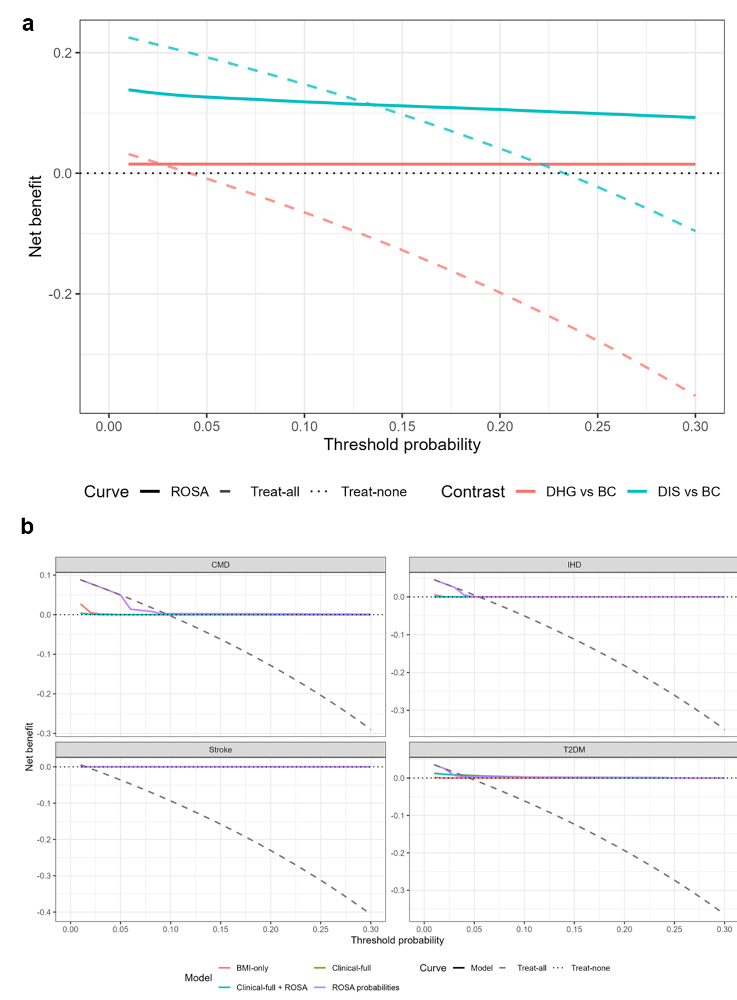 a
0.2
0.0
-0.2
Net benefit
0.00 0.05 0.10 0.15 0.20 0.25 0.30
Threshold probability
Curve ROSA Treat-all Treat-none Contrast DHG vs BC DIS vs BC
b
CMD IHD
0.1
0.0
-0.1
-0.2
-0.3
0.0
-0.1
-0.2
-0.3
Net benefit
Stroke T2DM
0.0
-0.1
-0.2
-0.3
-0.4
0.0
-0.1
-0.2
-0.3
0.00 0.05 0.10 0.15 0.20 0.25 0.30 0.00 0.05 0.10 0.15 0.20 0.25 0.30
Threshold probability
Model BMI-only Clinical-full Curve Model Treat-all Treat-none
Clinical-full + ROSA ROSA probabilities